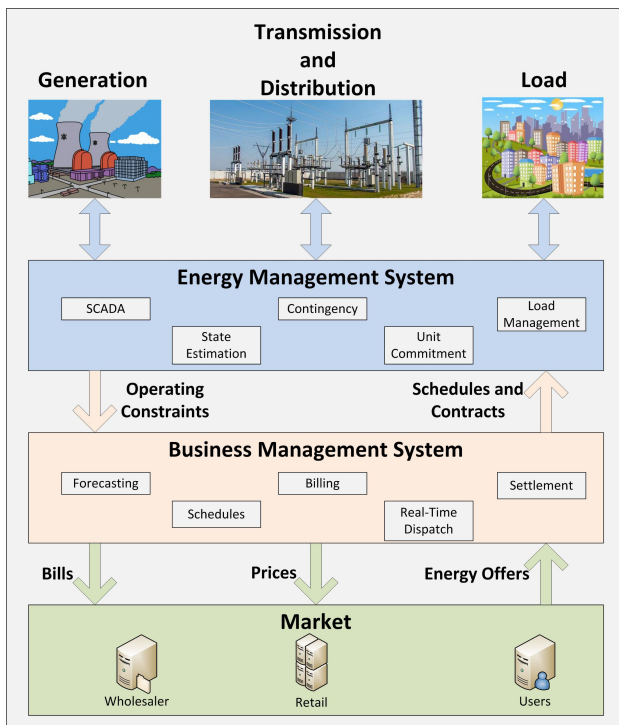 Transmission
and
Distribution
Generation
Load
Energy Management System
SCADA
Contingency
Load
Management
State
Estimation
Unit
Commitment
Operating
Constraints
Schedules and
Contracts
Business Management System
Forecasting
Billing
Settlement
Schedules
Real-Time
Dispatch
Bills
Prices
Energy Offers
Market
Wholesaler
Retail
Users